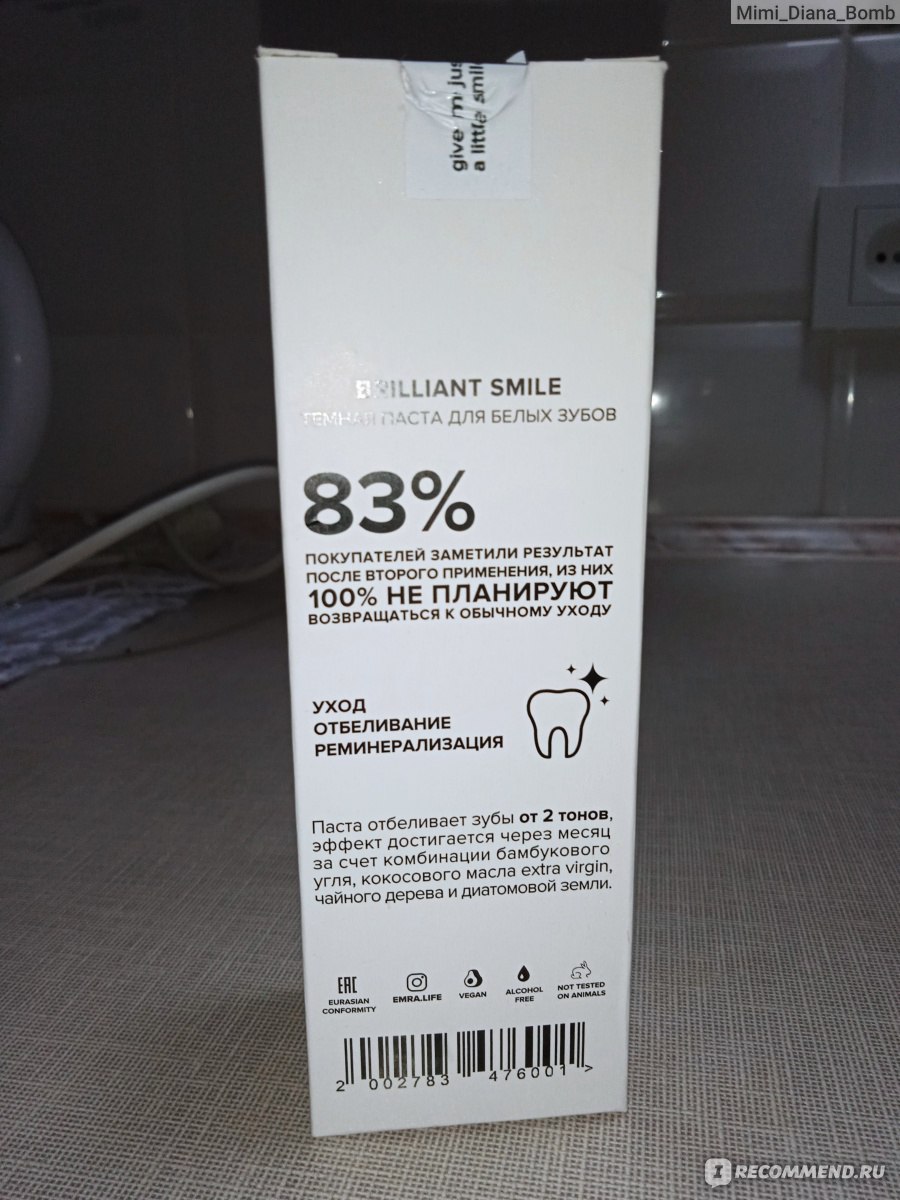 Mimi_Diana_Bomb
give m jus
a little smile
BRILLIANT SMILE
ТЕМНАЯ ПАСТА ДЛЯ БЕЛЫХ ЗУБОВ
83%
ПОКУПАТЕЛЕЙ ЗАМЕТИЛИ РЕЗУЛЬТАТ
ПОСЛЕ ВТОРОГО ПРИМЕНЕНИЯ, ИЗ НИХ
100% НЕ ПЛАНИРУЮТ
ВОЗВРАЩАТЬСЯ К ОБЫЧНОМУ УХОДУ
УХОД
ОТБЕЛИВАНИЕ
РЕМИНЕРАЛИЗАЦИЯ
Паста отбеливает зубы от 2 тонов,
эффект достигается через месяц
за счет комбинации бамбукового
угля, кокосового масла extra virgin,
чайного дерева и диатомовой земли.
EAC
EURASIAN
CONFORMITY
EMRA.LIFE
VEGAN
ALCOHOL
FREE
NOT TESTED
ON ANIMALS
2 002783 476001 >
IRECOMMEND.RU